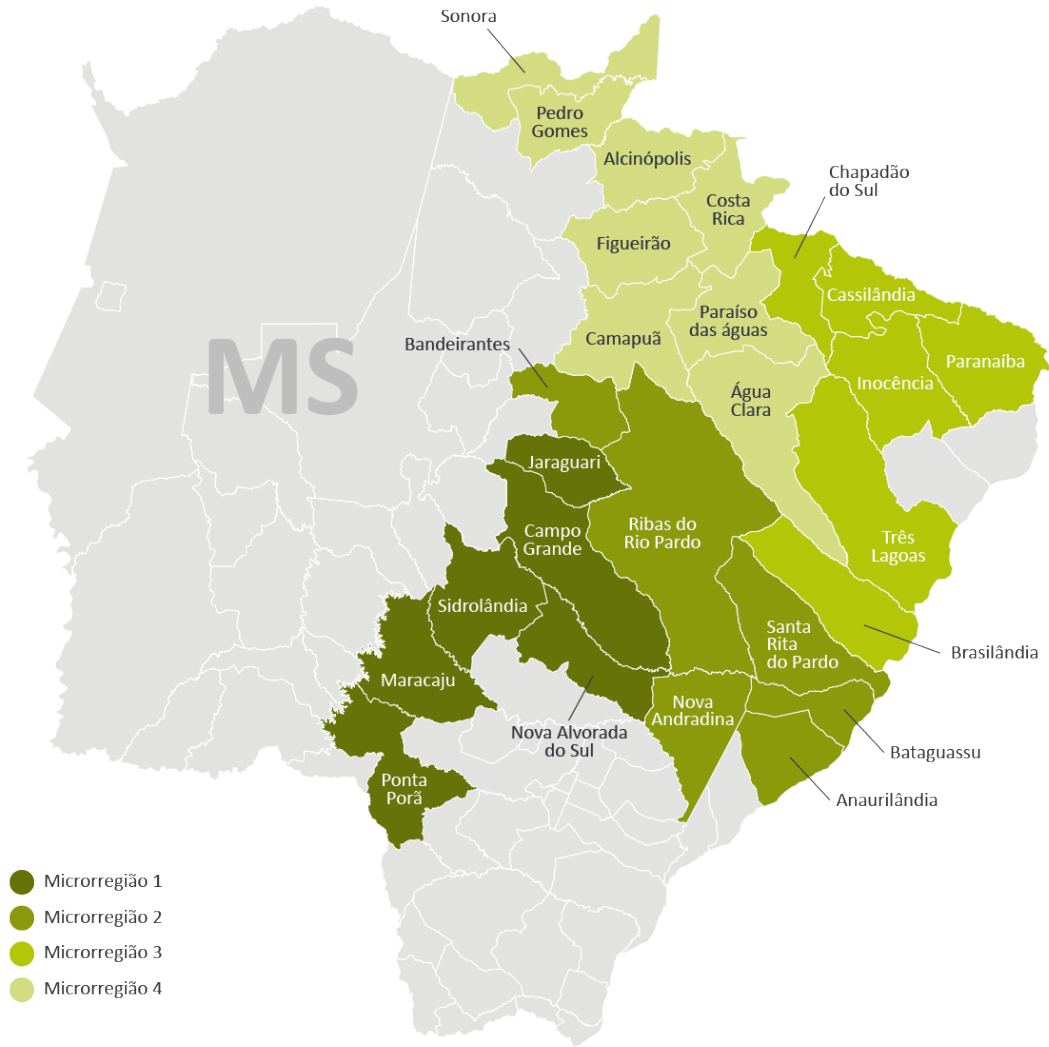 Sonora
Pedro
Gomes
Alcinópolis
Chapadão
do Sul
Costa
Rica
Figueirão
Cassilândia
Paraíso
das águas
Camapuã
Bandeirantes
MS
Paranaíba
Inocência
Água
Clara
Jaraguari
Campo
Grande
Ribas do
Rio Pardo
Três
Lagoas
Sidrolândia
Santa
Rita
do Pardo
Brasilândia
Maracaju
Nova
Andradina
Nova Alvorada
do Sul
Bataguassu
Ponta
Porã
Anaurilândia
Microrregião 1
Microrregião 2
Microrregião 3
Microrregião 4